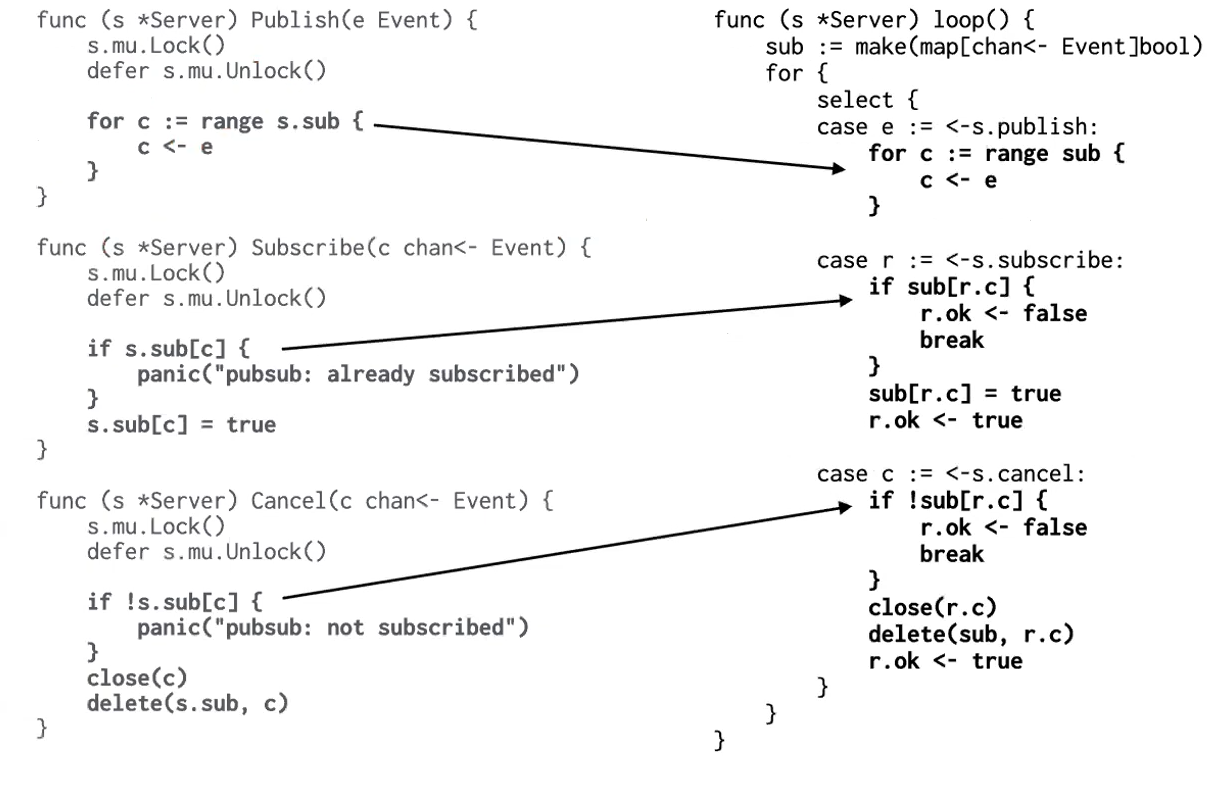 func (s *Server) Publish(e Event) {
    s.mu.Lock()
    defer s.mu.Unlock()

    for c := range s.sub {
        c <- e
    }
}

func (s *Server) Subscribe(c chan<- Event) {
    s.mu.Lock()
    defer s.mu.Unlock()

    if s.sub[c] {
        panic("pubsub: already subscribed")
    }
    s.sub[c] = true
}

func (s *Server) Cancel(c chan<- Event) {
    s.mu.Lock()
    defer s.mu.Unlock()

    if !s.sub[c] {
        panic("pubsub: not subscribed")
    }
    close(c)
    delete(s.sub, c)
}

func (s *Server) loop() {
    sub := make(map[chan<- Event]bool)
    for {
        select {
        case e := <-s.publish:
            for c := range sub {
                c <- e
            }

        case r := <-s.subscribe:
            if sub[r.c] {
                r.ok <- false
                break
            }
            sub[r.c] = true
            r.ok <- true

        case c := <-s.cancel:
            if !sub[r.c] {
                r.ok <- false
                break
            }
            close(r.c)
            delete(sub, r.c)
            r.ok <- true
        }
    }
}